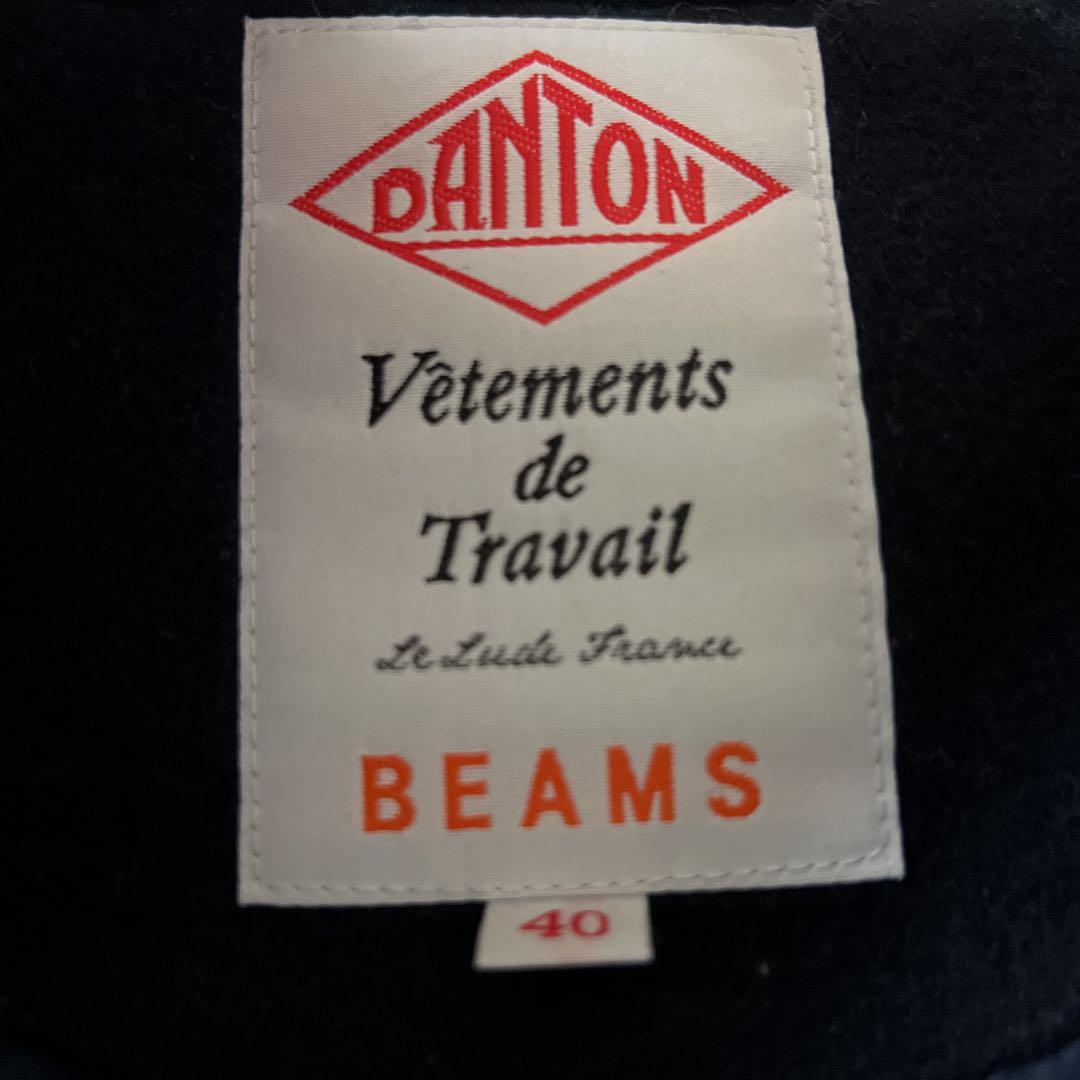 DANTON
Vêtements
de
Travail
Le Lude France
BEAMS
40